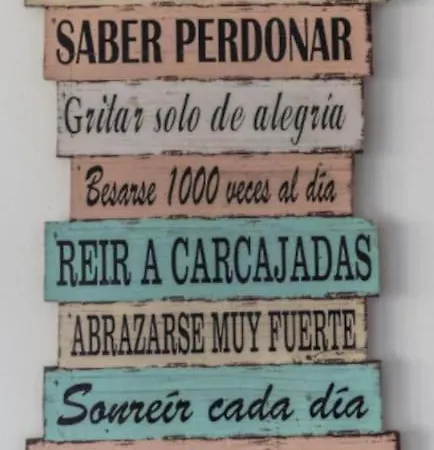 SABER PERDONAR
Gritar solo de alegría
Besarse 1000 veces al día
REIR A CARCAJADAS
ABRAZARSE MUY FUERTE
Sonreír cada día